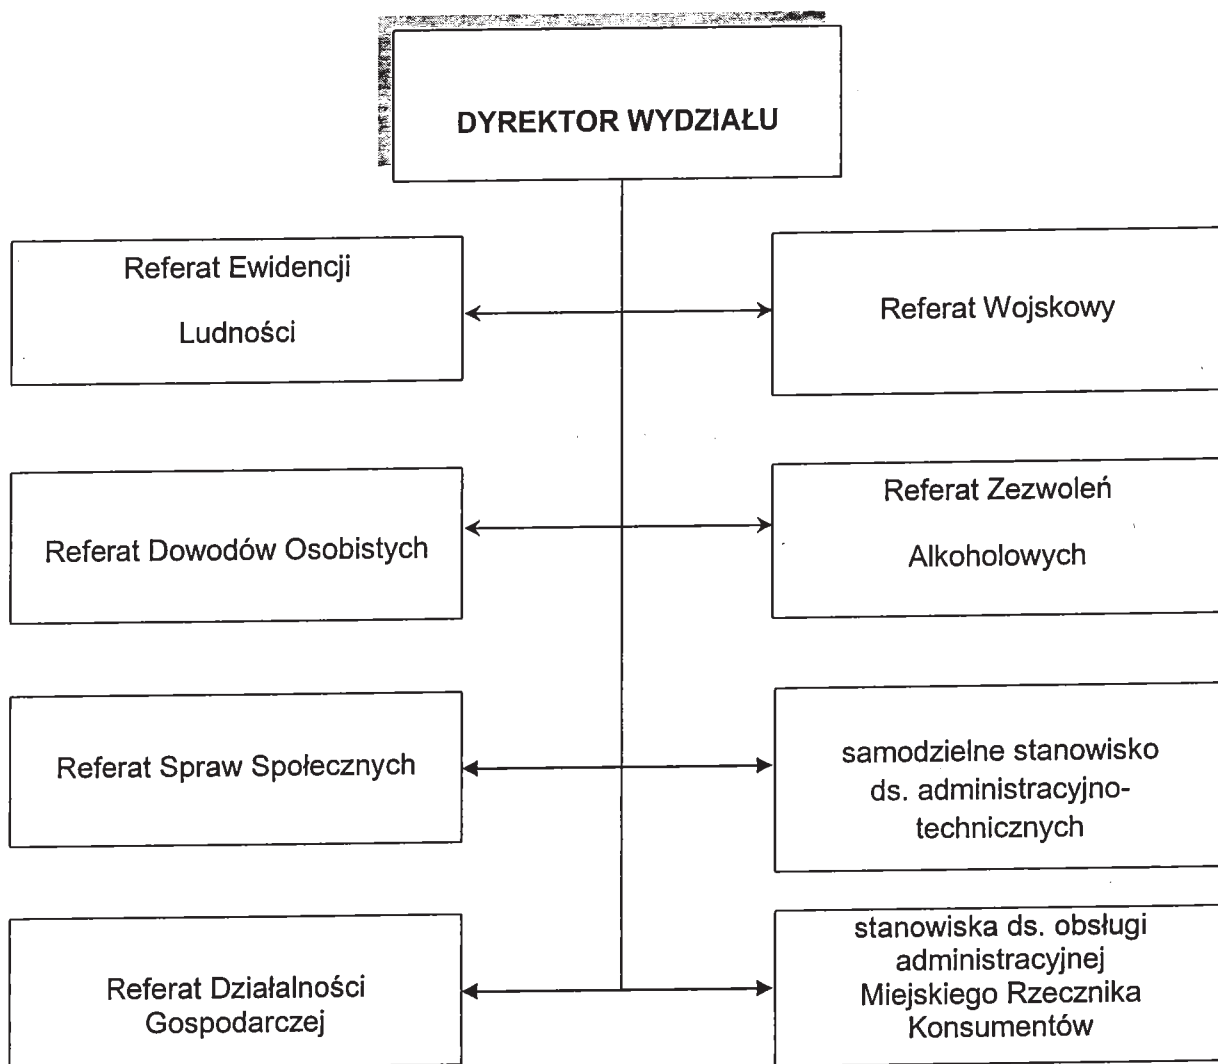 DYREKTOR WYDZIAŁU
Referat Ewidencji
Ludności
Referat Wojskowy
Referat Dowodów Osobistych
Referat Zezwoleń
Alkoholowych
Referat Spraw Społecznych
samodzielne stanowisko
ds. administracyjno-
technicznych
Referat Działalności
Gospodarczej
stanowiska ds. obsługi
administracyjnej
Miejskiego Rzecznika
Konsumentów